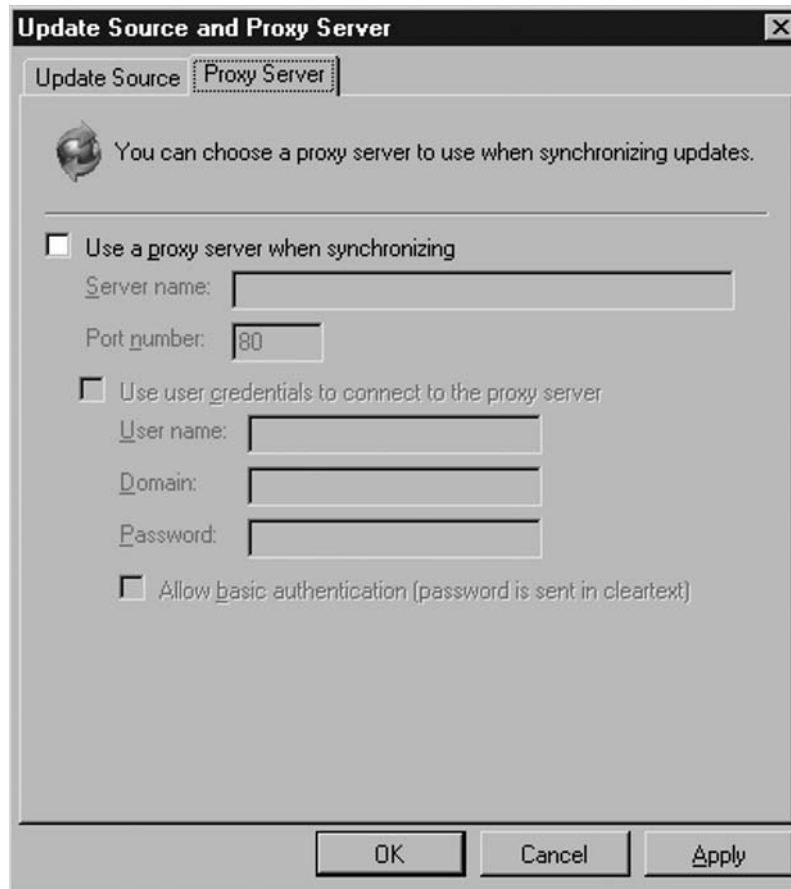 Update Source and Proxy Server
Update Source
Proxy Server
You can choose a proxy server to use when synchronizing updates.
Use a proxy server when synchronizing
Server name:
Port number: 80
Use user credentials to connect to the proxy server
User name:
Domain:
Password:
Allow basic authentication (password is sent in cleartext)
OK Cancel Apply